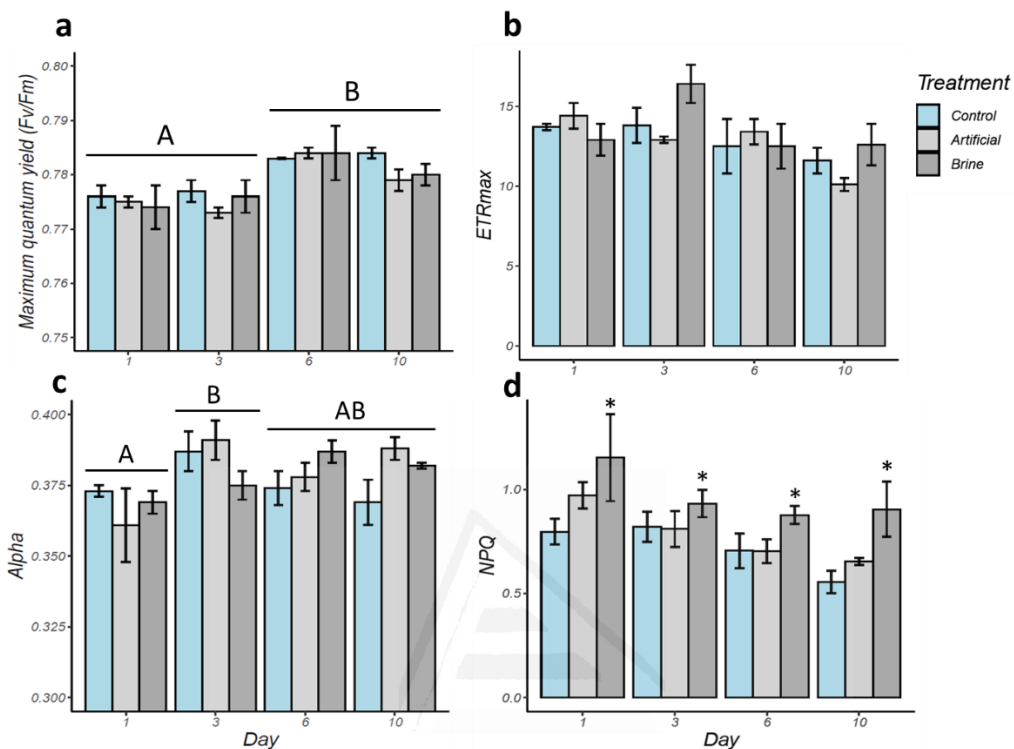 a
Maximum quantum yield (Fv/Fm)
0.80
0.79
0.78
0.77
0.76
0.75
A
B
1 3 6 10
ETRmax
15
10
5
0
1 3 6 10
Treatment
Control
Artificial
Brine
c
Alpha
0.400
0.375
0.350
0.325
0.300
A
B
AB
1 3 6 10
Day
d
NPQ
1.0
0.5
0.0
* * * *
1 3 6 10
Day
b